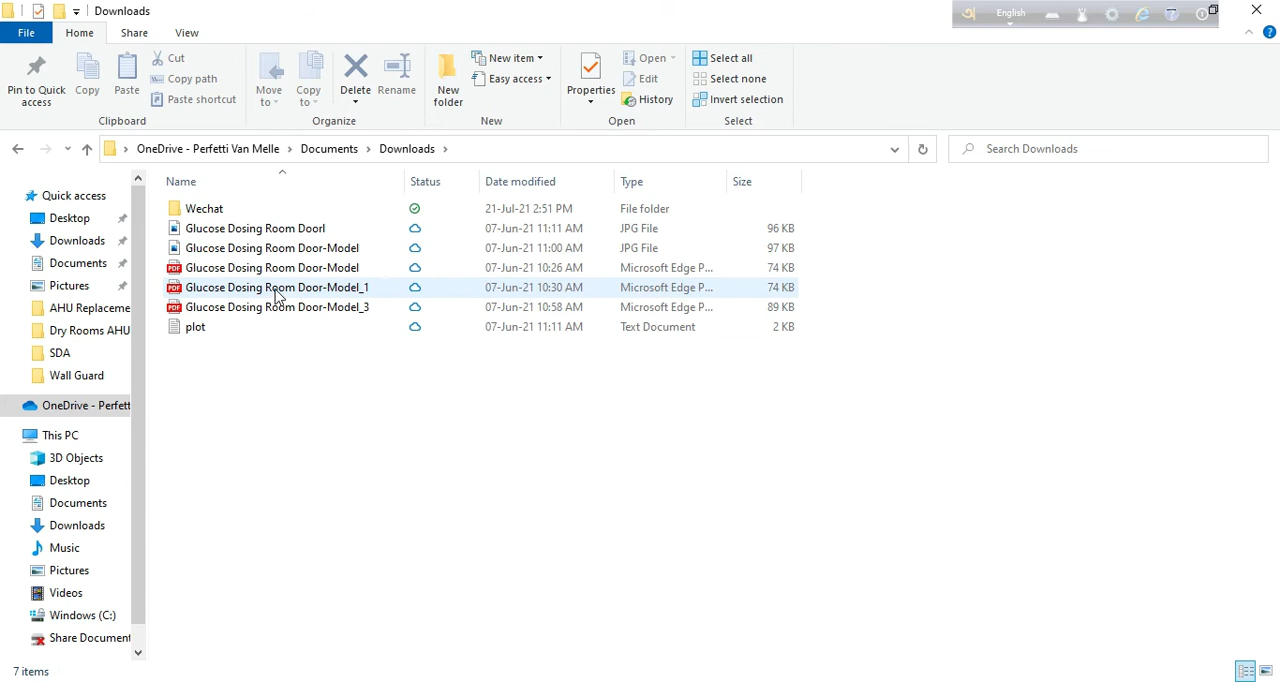 Downloads
English
File Home Share View
Pin to Quick access
Copy
Paste
Cut
Copy path
Paste shortcut
Clipboard
Move to
Copy to
Delete
Rename
Organize
New folder
New item
Easy access
New
Properties
Open
Edit
History
Open
Select all
Select none
Invert selection
Select
OneDrive - Perfetti Van Melle > Documents > Downloads >
Search Downloads
Quick access
Desktop
Downloads
Documents
Pictures
AHU Replaceme
Dry Rooms AHU
SDA
Wall Guard
OneDrive - Perfett
This PC
3D Objects
Desktop
Documents
Downloads
Music
Pictures
Videos
Windows (C:)
Share Document
Name Status Date modified Type Size
Wechat 21-Jul-21 2:51 PM File folder
Glucose Dosing Room Doorl 07-Jun-21 11:11 AM JPG File 96 KB
Glucose Dosing Room Door-Model 07-Jun-21 11:00 AM JPG File 97 KB
PDF Glucose Dosing Room Door-Model 07-Jun-21 10:26 AM Microsoft Edge P... 74 KB
PDF Glucose Dosing Room Door-Model_1 07-Jun-21 10:30 AM Microsoft Edge P... 74 KB
PDF Glucose Dosing Room Door-Model_3 07-Jun-21 10:58 AM Microsoft Edge P... 89 KB
plot 07-Jun-21 11:11 AM Text Document 2 KB
7 items